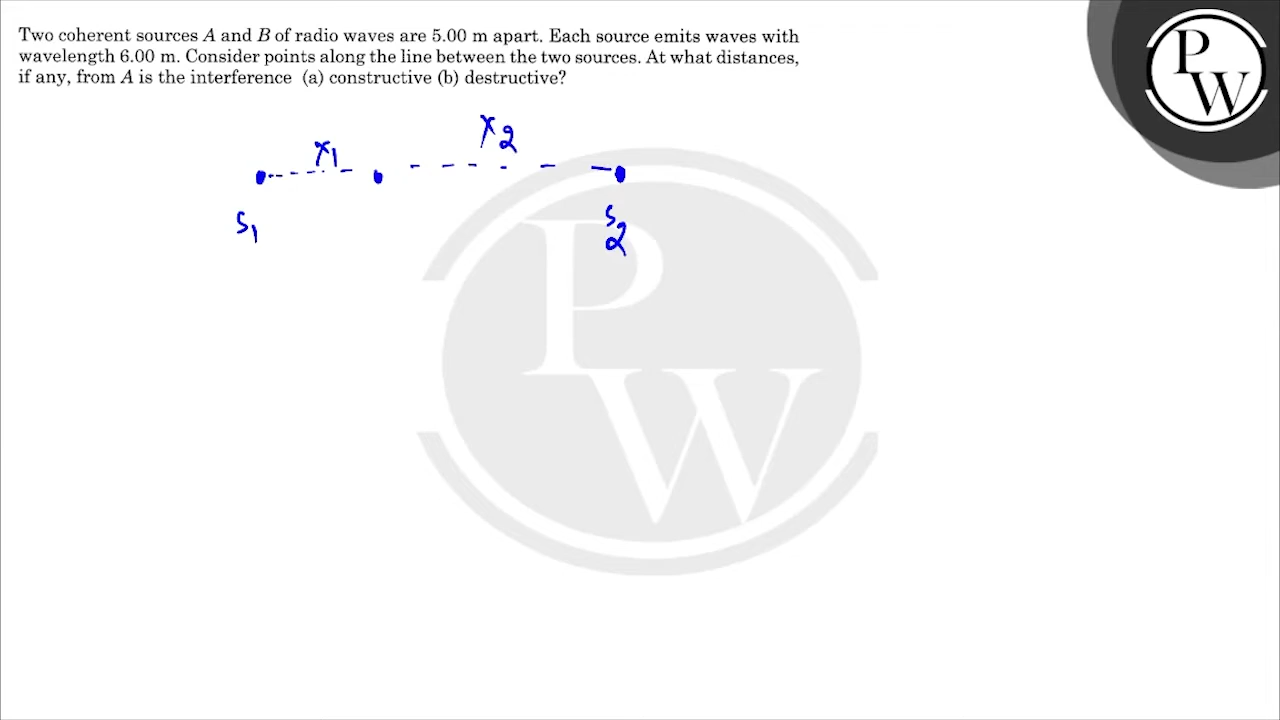 Two coherent sources A and B of radio waves are 5.00 m apart. Each source emits waves with
wavelength 6.00 m. Consider points along the line between the two sources. At what distances,
if any, from A is the interference (a) constructive (b) destructive?
P
W
x1
x2
S1
S2
P
W